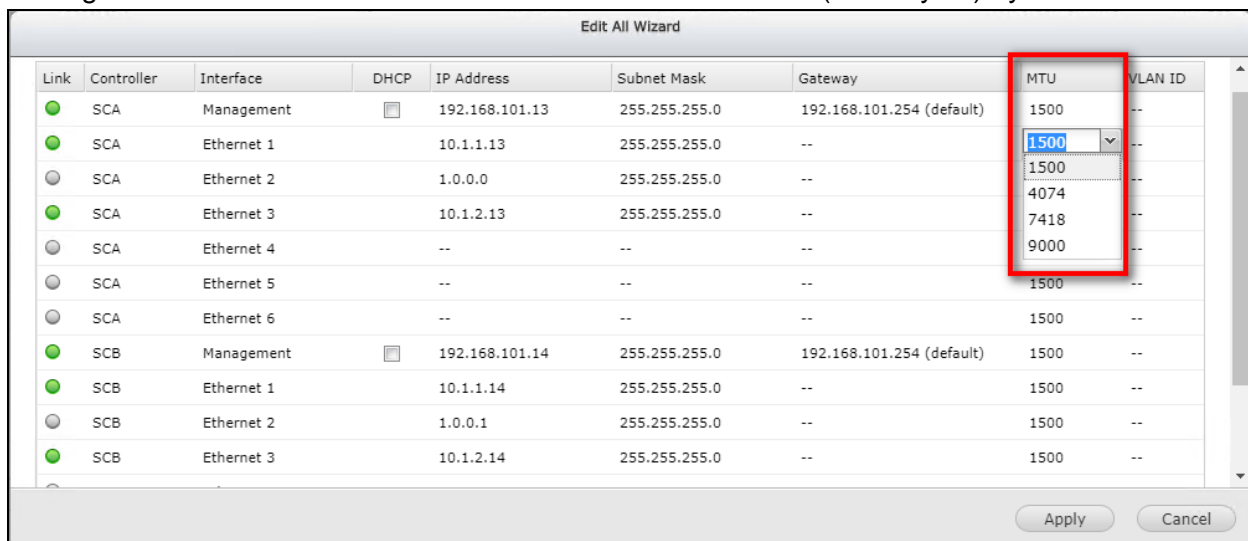 Edit All Wizard
Link Controller Interface DHCP IP Address Subnet Mask Gateway MTU VLAN ID
SCA Management 192.168.101.13 255.255.255.0 192.168.101.254 (default) 1500 --
SCA Ethernet 1 10.1.1.13 255.255.255.0 -- 1500 --
SCA Ethernet 2 1.0.0.0 255.255.255.0 -- 1500 --
4074
SCA Ethernet 3 10.1.2.13 255.255.255.0 -- 7418 --
SCA Ethernet 4 -- -- -- 9000 --
SCA Ethernet 5 -- -- -- 1500 --
SCA Ethernet 6 -- -- -- 1500 --
SCB Management 192.168.101.14 255.255.255.0 192.168.101.254 (default) 1500 --
SCB Ethernet 1 10.1.1.14 255.255.255.0 -- 1500 --
SCB Ethernet 2 1.0.0.1 255.255.255.0 -- 1500 --
SCB Ethernet 3 10.1.2.14 255.255.255.0 -- 1500 --
Apply Cancel